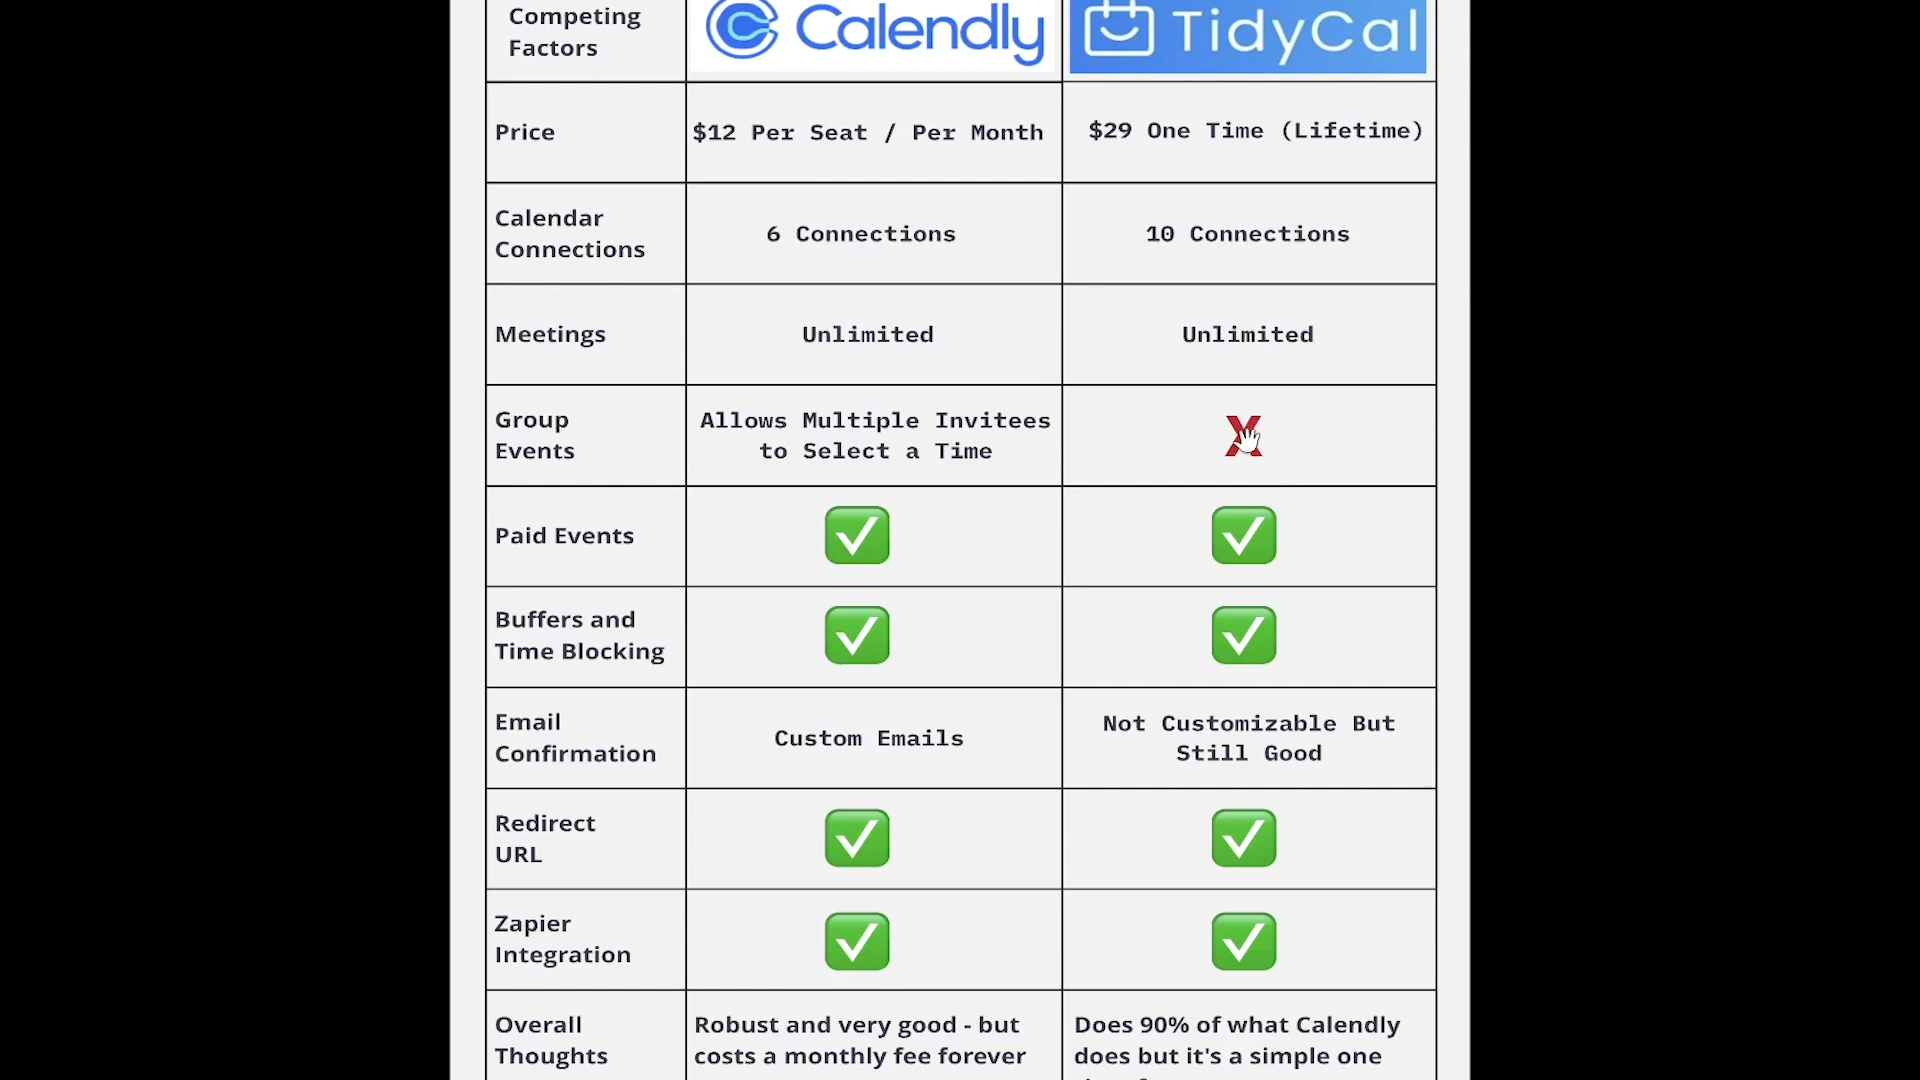 Competing
Factors
Calendly
TidyCal
Price
$12 Per Seat / Per Month
$29 One Time (Lifetime)
Calendar
Connections
6 Connections
10 Connections
Meetings
Unlimited
Unlimited
Group
Events
Allows Multiple Invitees
to Select a Time
X
Paid Events
Buffers and
Time Blocking
Email
Confirmation
Custom Emails
Not Customizable But
Still Good
Redirect
URL
Zapier
Integration
Overall
Thoughts
Robust and very good - but
costs a monthly fee forever
Does 90% of what Calendly
does but it's a simple one